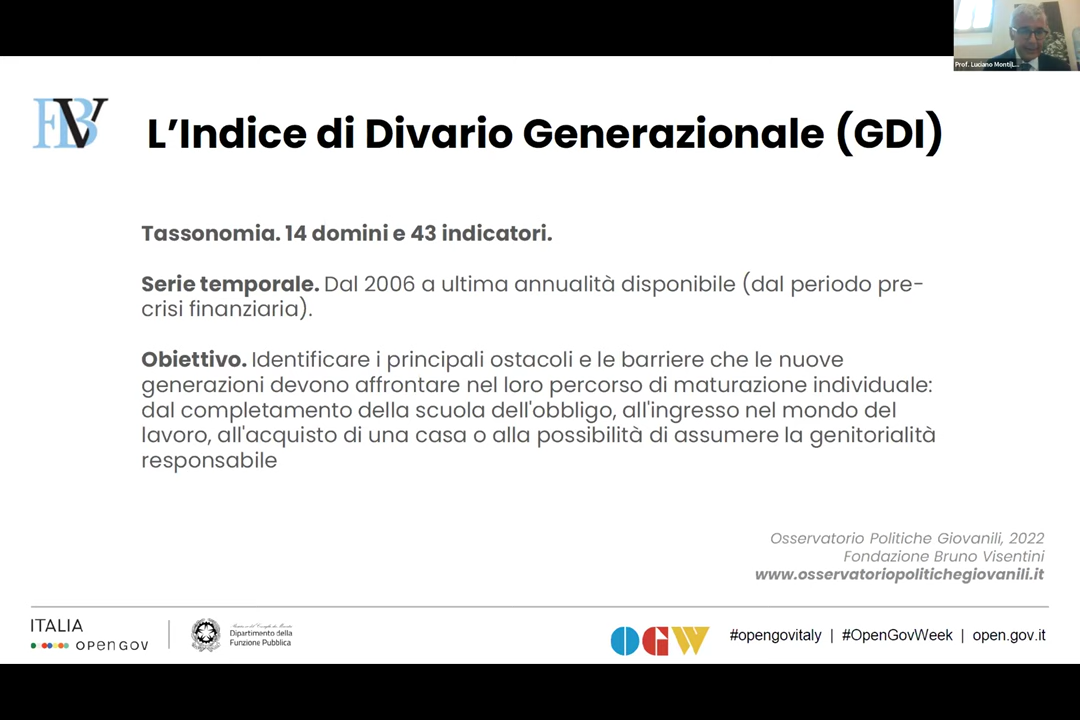 Prof. Luciano Monti
FBV
L'Indice di Divario Generazionale (GDI)
Tassonomia. 14 domini e 43 indicatori.
Serie temporale. Dal 2006 a ultima annualità disponibile (dal periodo pre-
crisi finanziaria).
Obiettivo. Identificare i principali ostacoli e le barriere che le nuove
generazioni devono affrontare nel loro percorso di maturazione individuale:
dal completamento della scuola dell'obbligo, all'ingresso nel mondo del
lavoro, all'acquisto di una casa o alla possibilità di assumere la genitorialità
responsabile
Osservatorio Politiche Giovanili, 2022
Fondazione Bruno Visentini
www.osservatoriopolitichegiovanili.it
ITALIA
OPEN GOV
Dipartimento della
Funzione Pubblica
OGW
#opengovitaly | #OpenGovWeek | open.gov.it